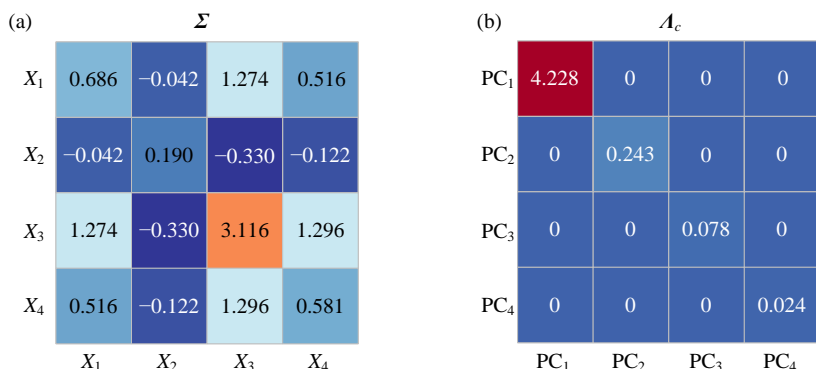 (a) Σ
X₁ 0.686 −0.042 1.274 0.516
X₂ −0.042 0.190 −0.330 −0.122
X₃ 1.274 −0.330 3.116 1.296
X₄ 0.516 −0.122 1.296 0.581
X₁ X₂ X₃ X₄
(b) Λc
PC₁ 4.228 0 0 0
PC₂ 0 0.243 0 0
PC₃ 0 0 0.078 0
PC₄ 0 0 0 0.024
PC₁ PC₂ PC₃ PC₄